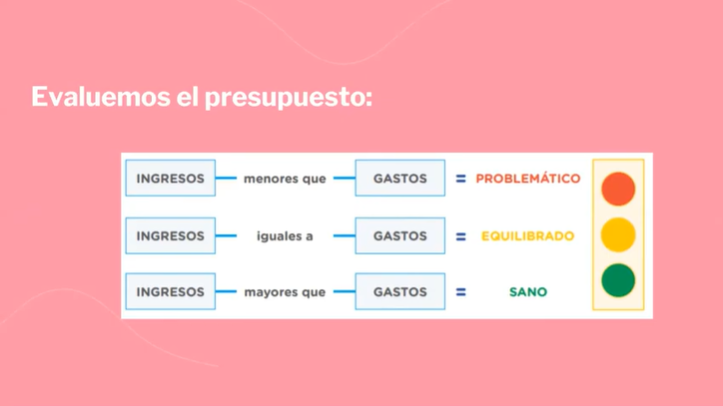 Evaluemos el presupuesto:
INGRESOS menores que GASTOS = PROBLEMÁTICO
INGRESOS iguales a GASTOS = EQUILIBRADO
INGRESOS mayores que GASTOS = SANO